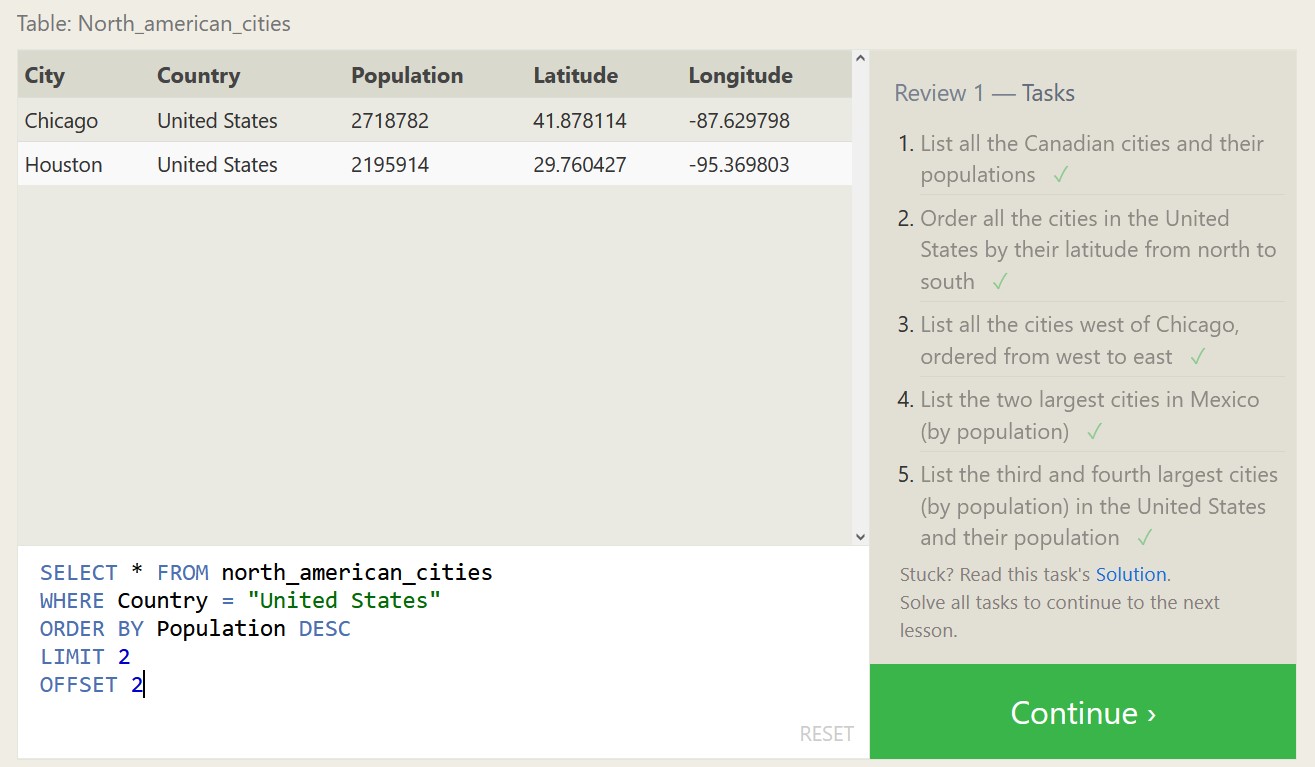 Table: North_american_cities
City Country Population Latitude Longitude
Chicago United States 2718782 41.878114 -87.629798
Houston United States 2195914 29.760427 -95.369803
SELECT * FROM north_american_cities
WHERE Country = "United States"
ORDER BY Population DESC
LIMIT 2
OFFSET 2
RESET
Review 1 — Tasks
1. List all the Canadian cities and their
populations ✓
2. Order all the cities in the United
States by their latitude from north to
south ✓
3. List all the cities west of Chicago,
ordered from west to east ✓
4. List the two largest cities in Mexico
(by population) ✓
5. List the third and fourth largest cities
(by population) in the United States
and their population ✓
Stuck? Read this task's Solution.
Solve all tasks to continue to the next
lesson.
Continue ›